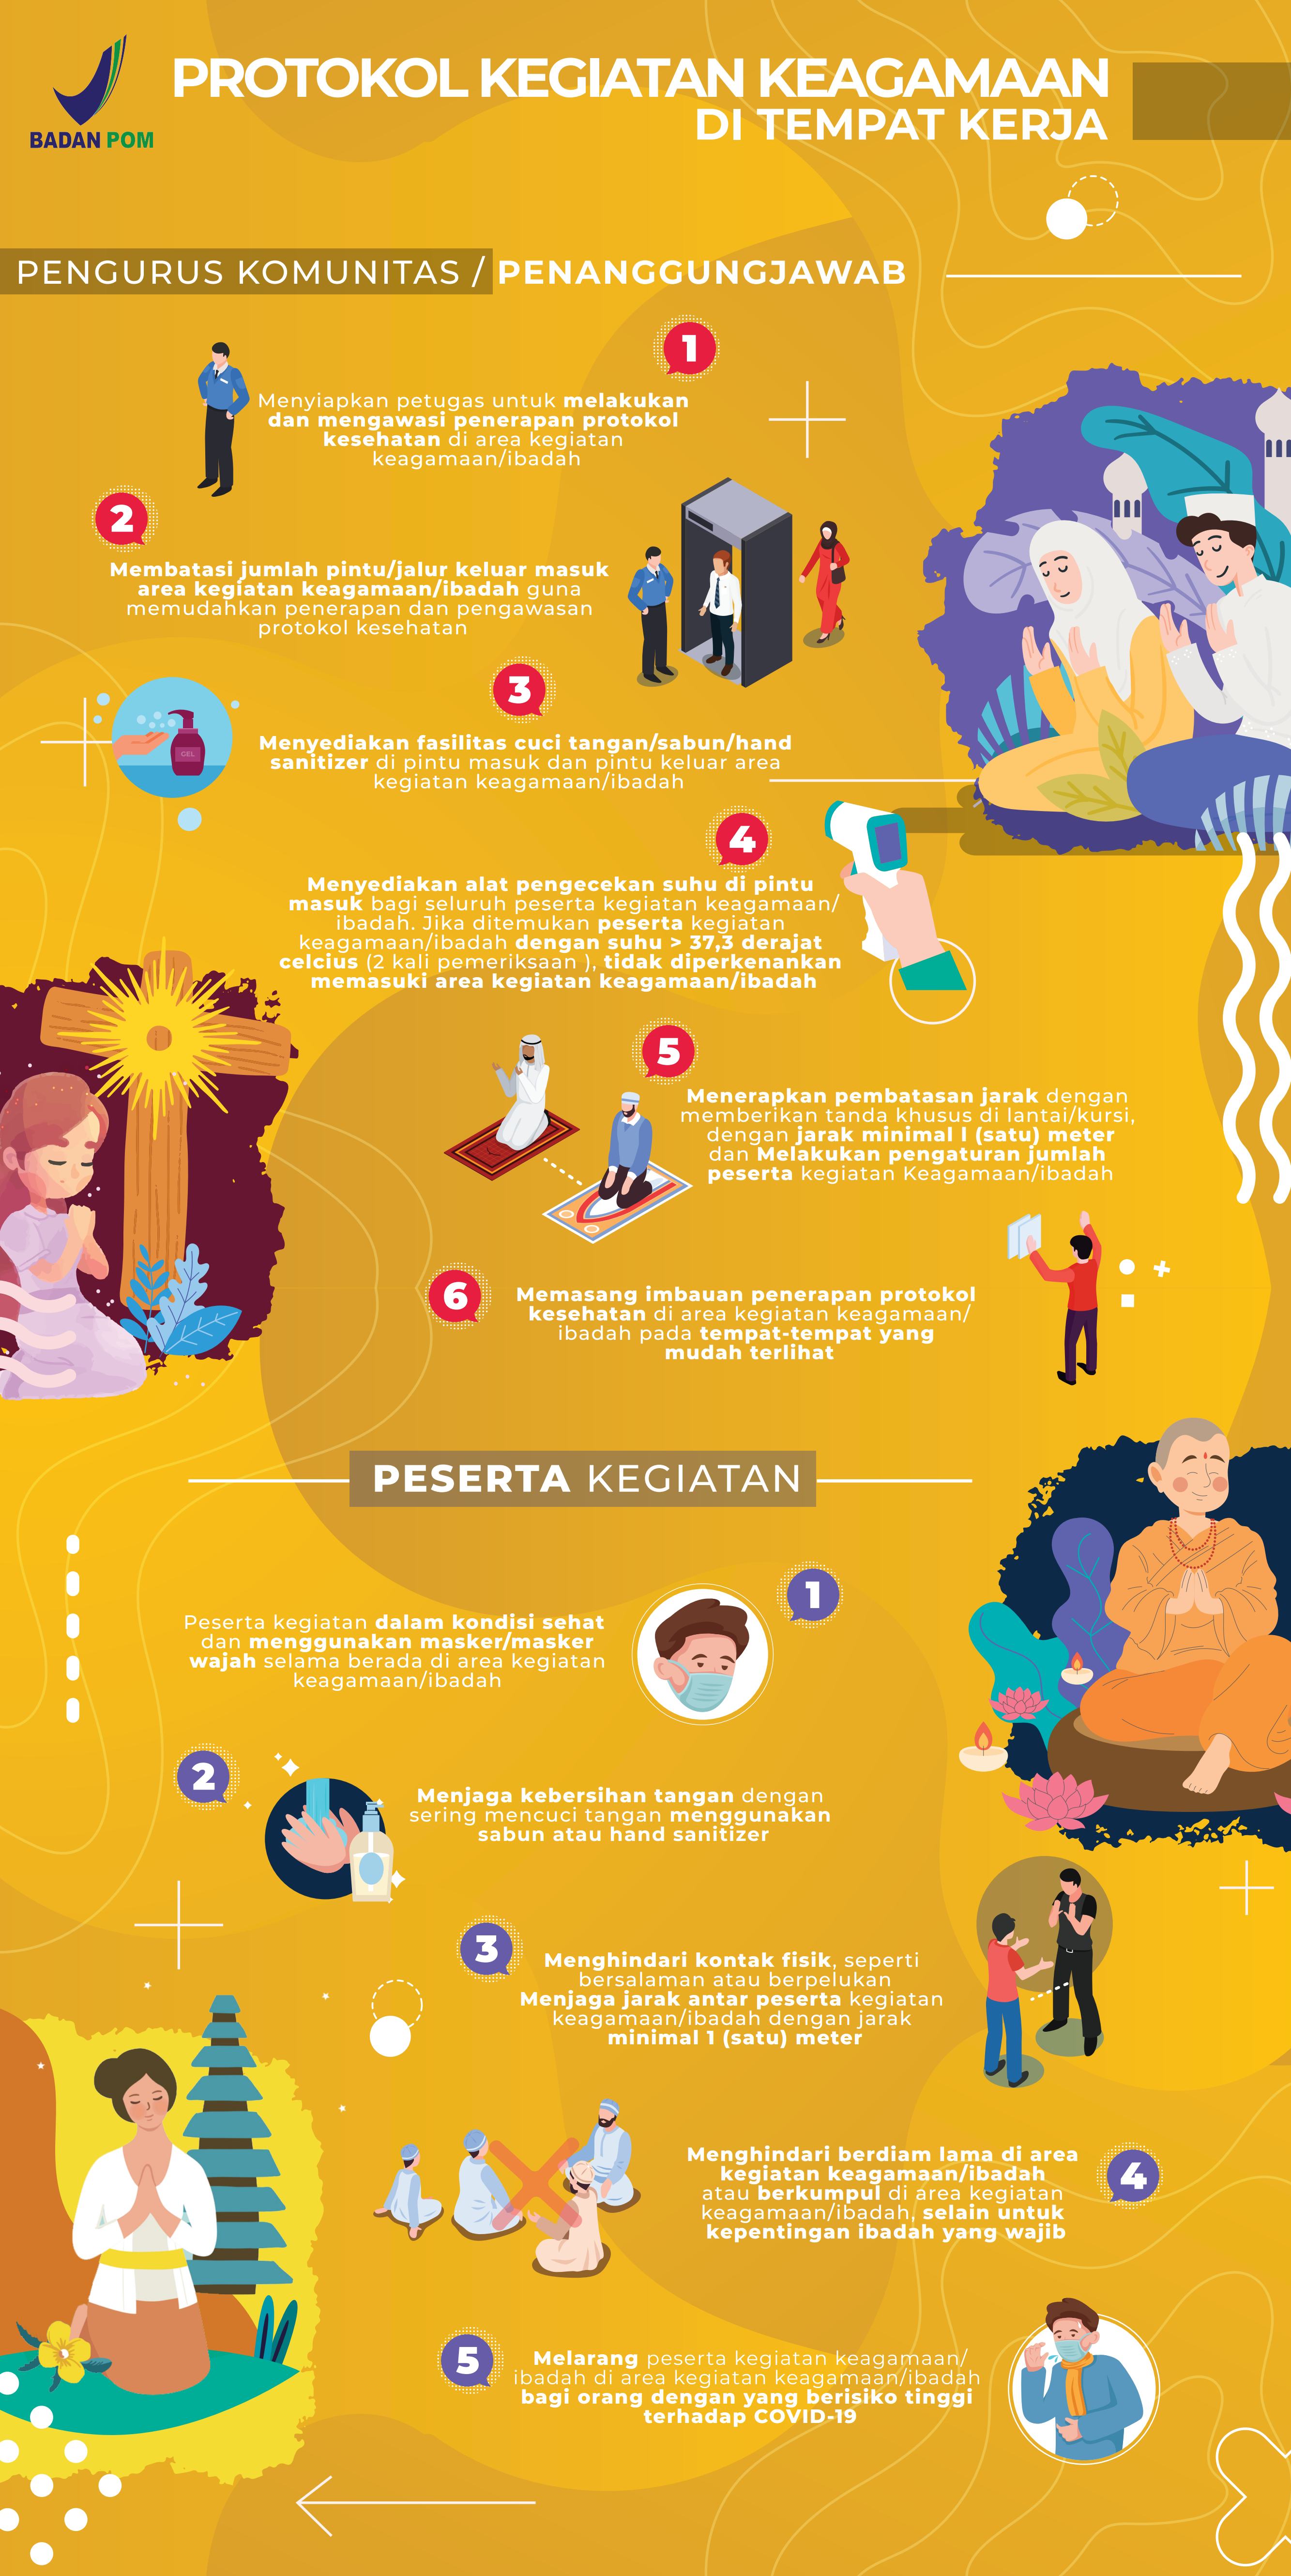 BADAN POM
PROTOKOL KEGIATAN KEAGAMAAN
DI TEMPAT KERJA
PENGURUS KOMUNITAS / PENANGGUNGJAWAB
1
Menyiapkan petugas untuk melakukan
dan mengawasi penerapan protokol
kesehatan di area kegiatan
keagamaan/ibadah
2
Membatasi jumlah pintu/jalur keluar masuk
area kegiatan keagamaan/ibadah guna
memudahkan penerapan dan pengawasan
protokol kesehatan
3
GEL
Menyediakan fasilitas cuci tangan/sabun/hand
sanitizer di pintu masuk dan pintu keluar area
kegiatan keagamaan/ibadah
4
Menyediakan alat pengecekan suhu di pintu
masuk bagi seluruh peserta kegiatan keagamaan/
ibadah. Jika ditemukan peserta kegiatan
keagamaan/ibadah dengan suhu > 37,3 derajat
celcius (2 kali pemeriksaan ), tidak diperkenankan
memasuki area kegiatan keagamaan/ibadah
5
Menerapkan pembatasan jarak dengan
memberikan tanda khusus di lantai/kursi,
dengan jarak minimal I (satu) meter
dan Melakukan pengaturan jumlah
peserta kegiatan Keagamaan/ibadah
6
Memasang imbauan penerapan protokol
kesehatan di area kegiatan keagamaan/
ibadah pada tempat-tempat yang
mudah terlihat
PESERTA KEGIATAN
1
Peserta kegiatan dalam kondisi sehat
dan menggunakan masker/masker
wajah selama berada di area kegiatan
keagamaan/ibadah
2
Menjaga kebersihan tangan dengan
sering mencuci tangan menggunakan
sabun atau hand sanitizer
3
Menghindari kontak fisik, seperti
bersalaman atau berpelukan
Menjaga jarak antar peserta kegiatan
keagamaan/ibadah dengan jarak
minimal 1 (satu) meter
4
Menghindari berdiam lama di area
kegiatan keagamaan/ibadah
atau berkumpul di area kegiatan
keagamaan/ibadah, selain untuk
kepentingan ibadah yang wajib
5
Melarang peserta kegiatan keagamaan/
ibadah di area kegiatan keagamaan/ibadah
bagi orang dengan yang berisiko tinggi
terhadap COVID-19